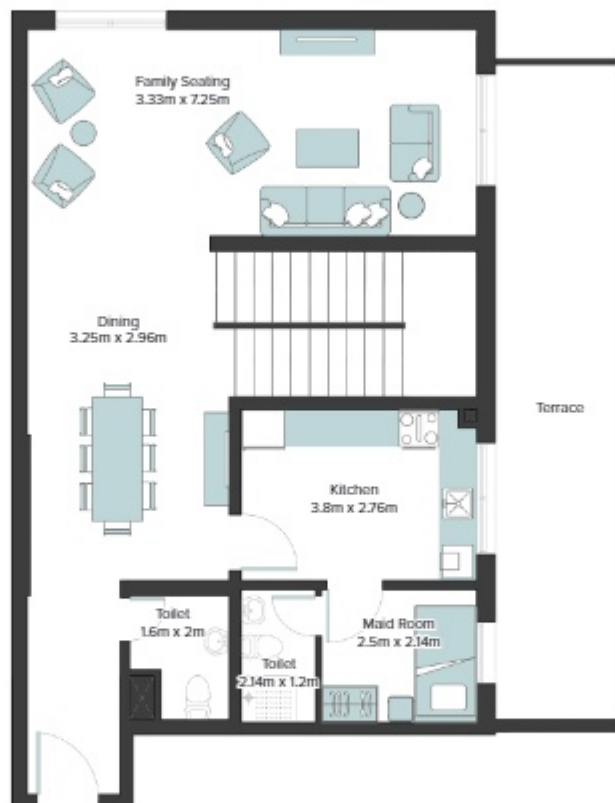 Family Seating
3.33m x 7.25m
Dining
3.25m x 2.96m
Terrace
Kitchen
3.8m x 2.76m
Toilet
1.6m x 2m
Maid Room
2.5m x 2.14m
Toilet
2.14m x 1.2m